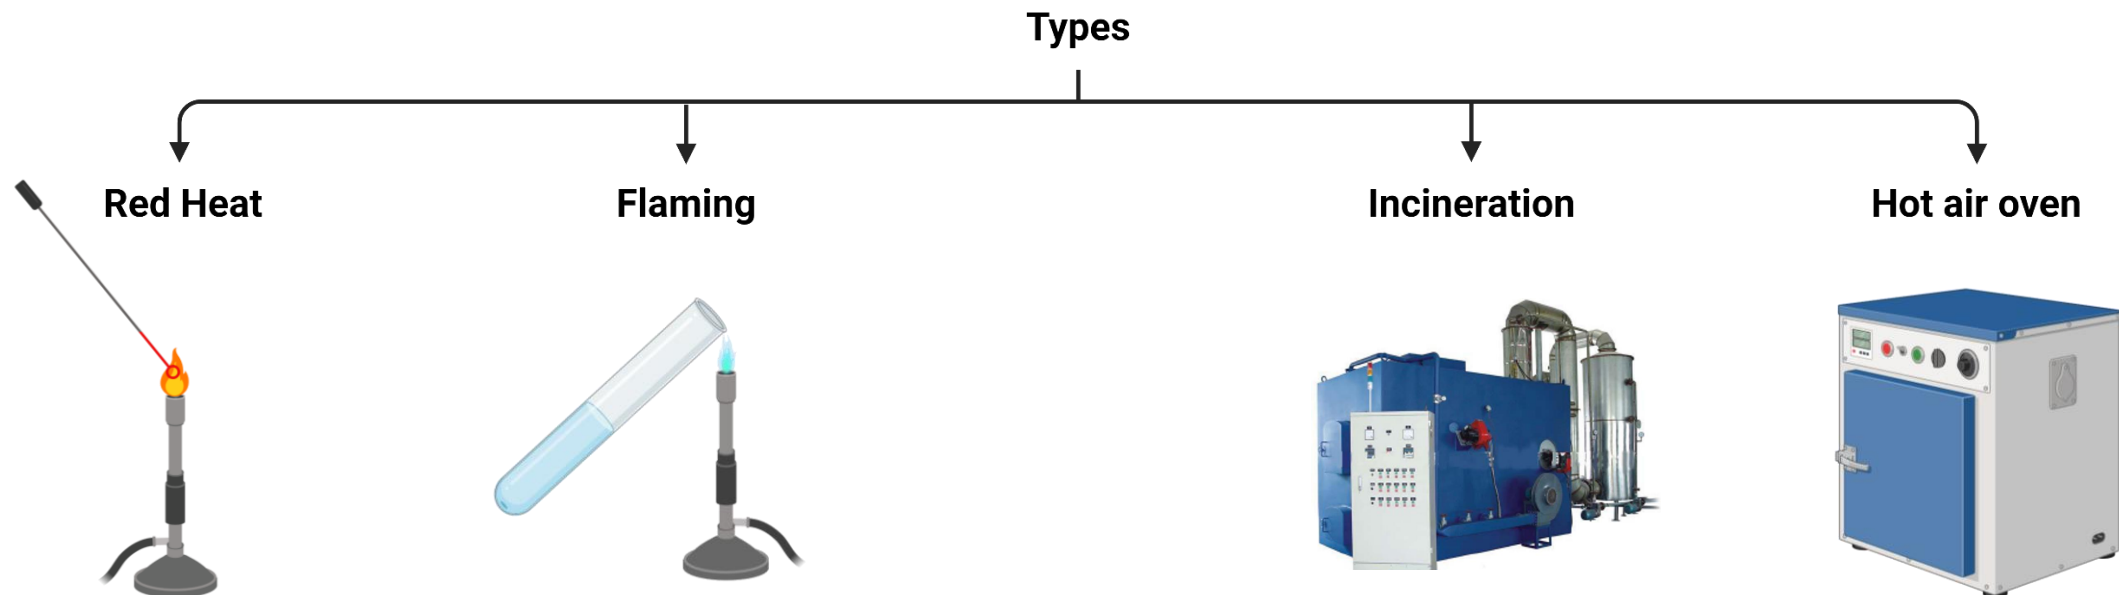 Types
Red Heat
Flaming
Incineration
Hot air oven